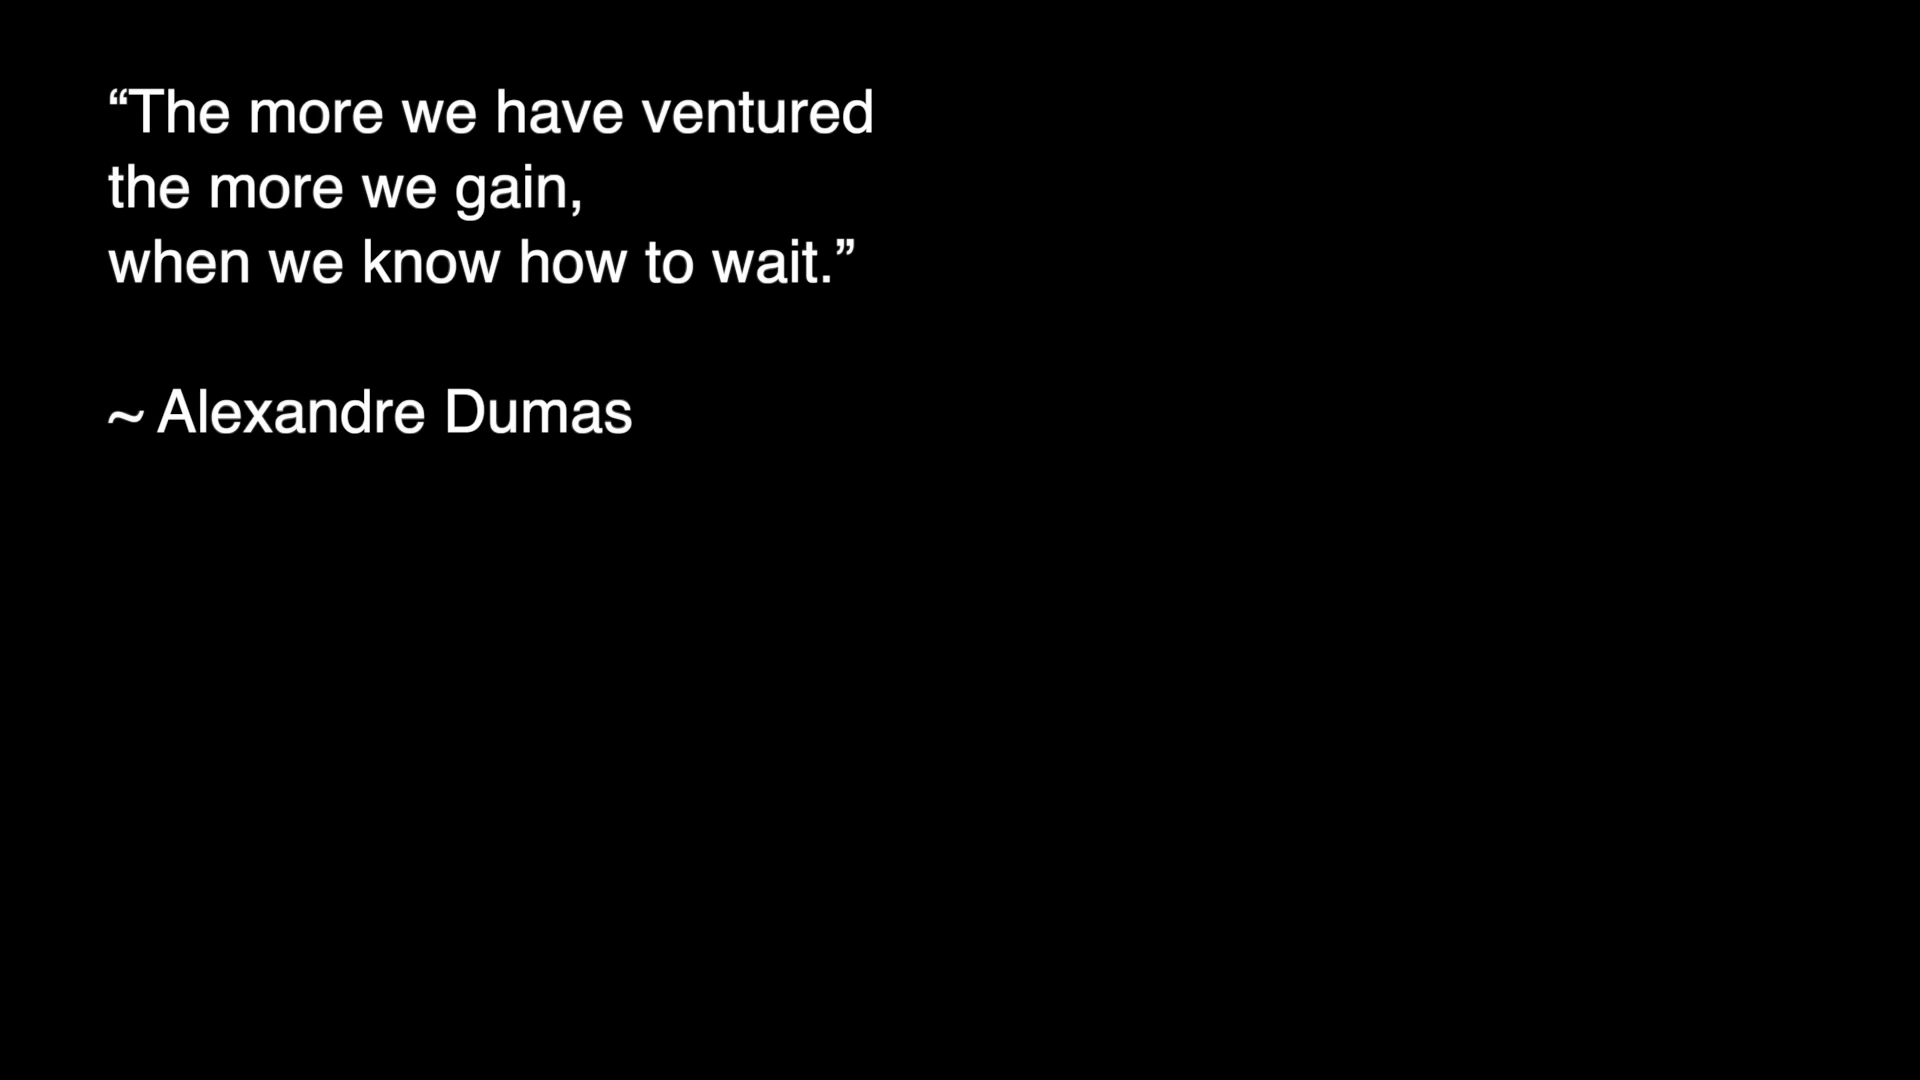 “The more we have ventured
the more we gain,
when we know how to wait.”
~ Alexandre Dumas